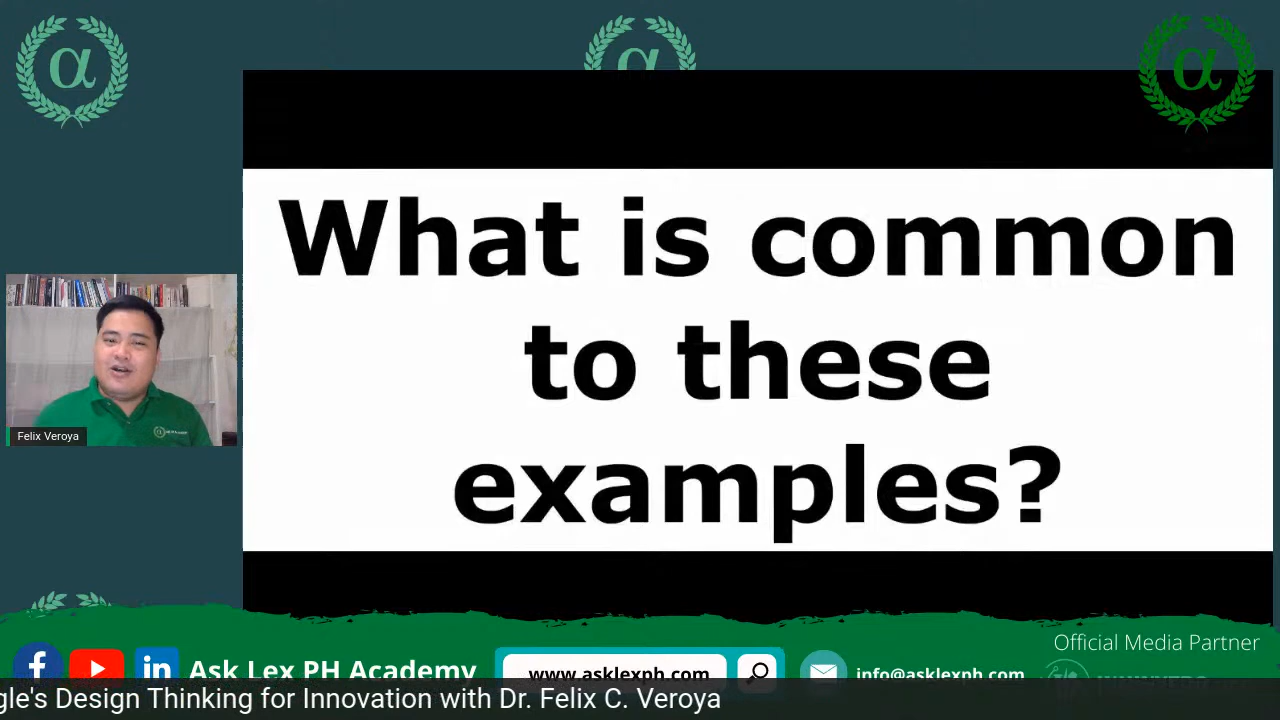 α
α
α
What is common
to these
examples?
Felix Veroya
Official Media Partner
Ask Lex PH Academy
www.asklexph.com
info@asklexph.com
gle's Design Thinking for Innovation with Dr. Felix C. Veroya